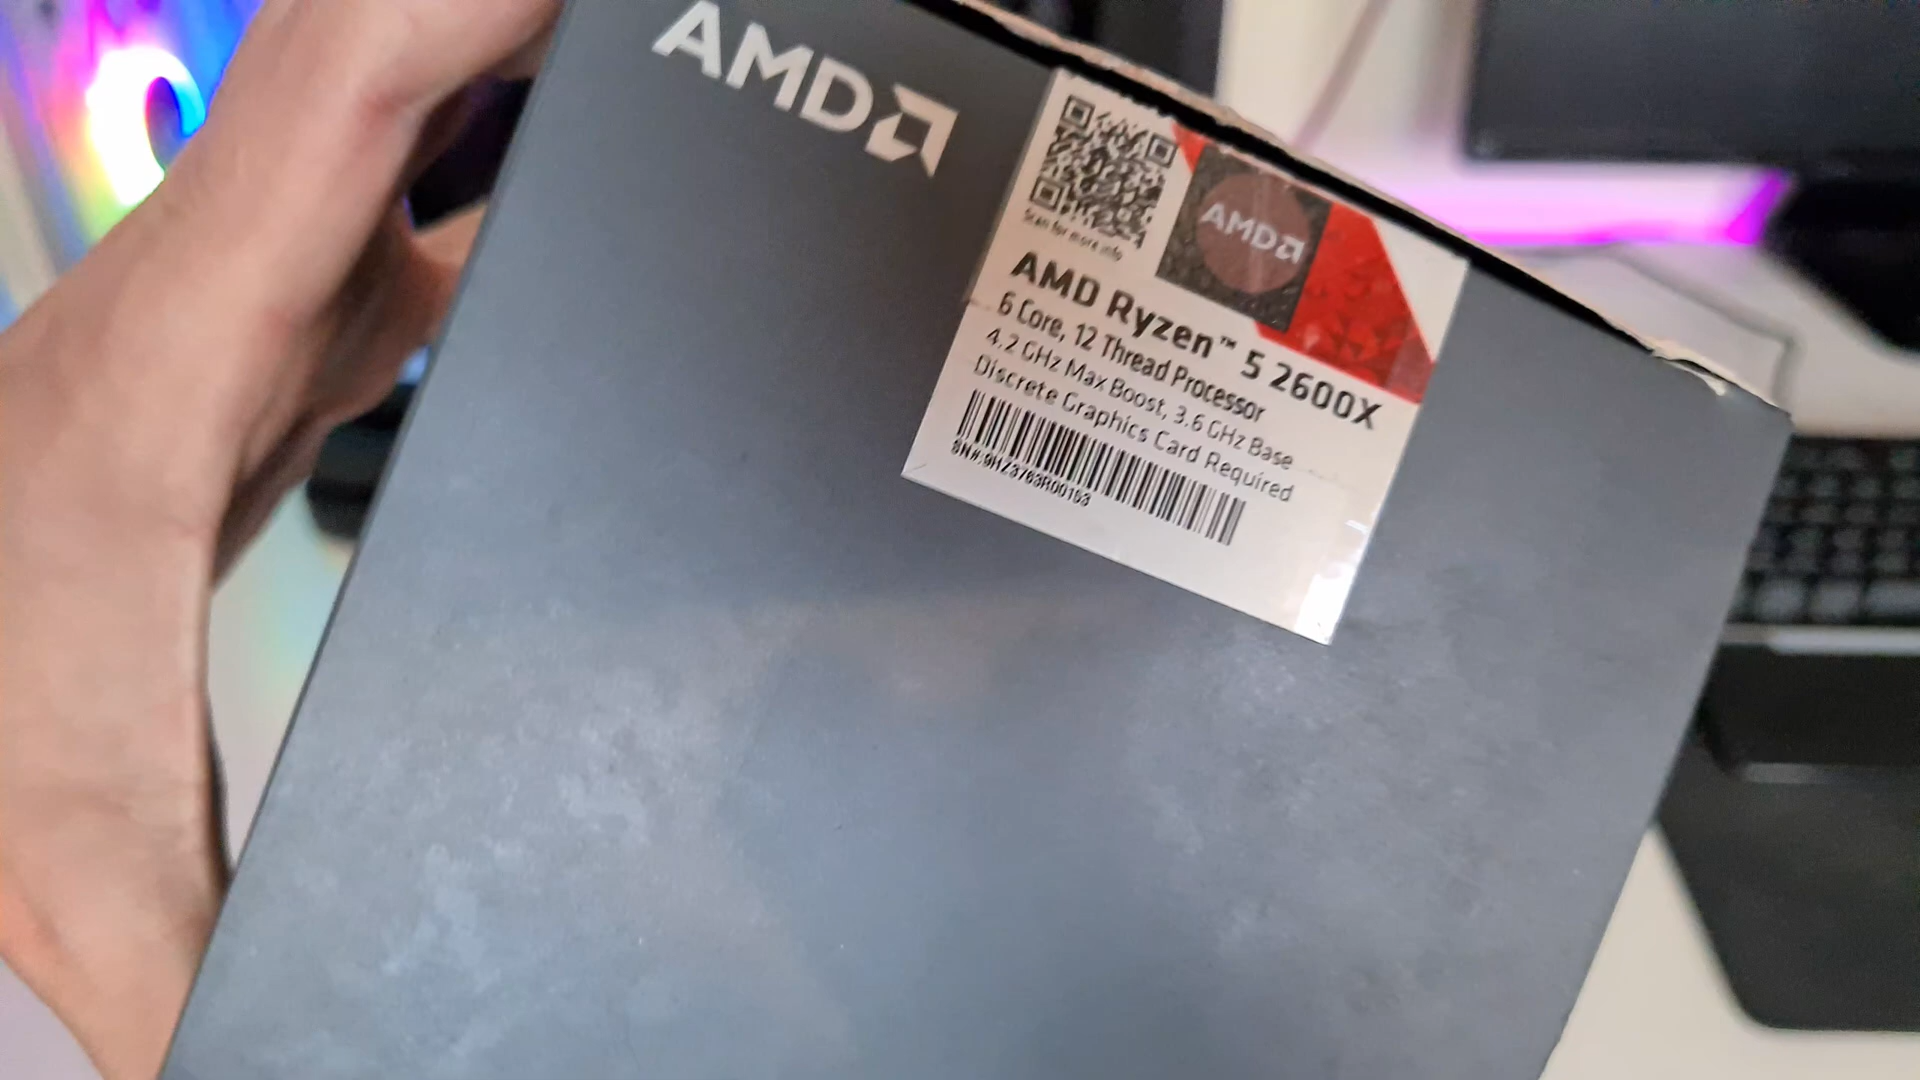 AMD
Scan for more info
AMD
AMD Ryzen™ 5 2600X
6 Core, 12 Thread Processor
4.2 GHz Max Boost, 3.6 GHz Base
Discrete Graphics Card Required